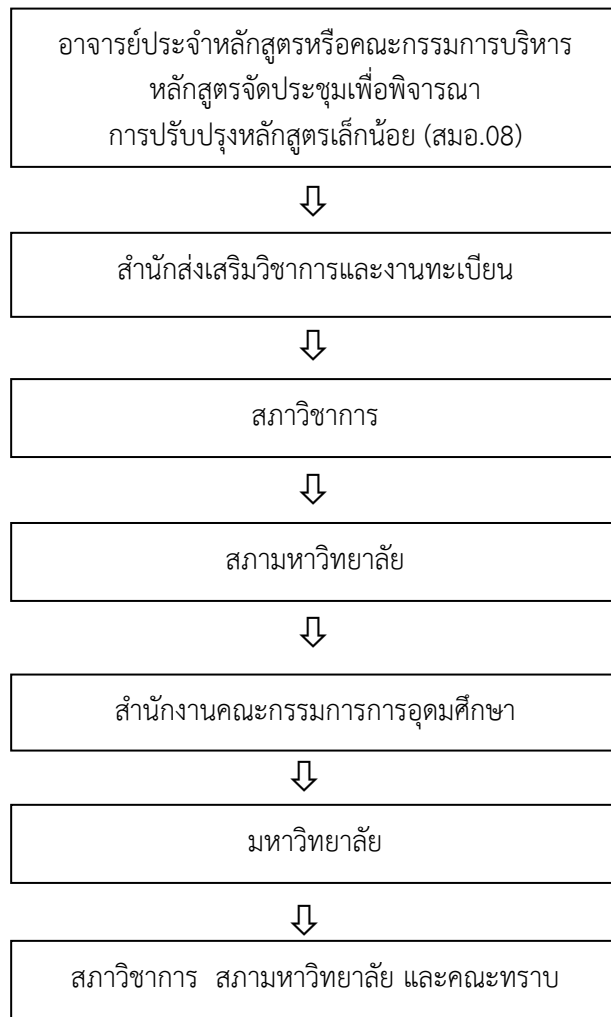 อาจารย์ประจำหลักสูตรหรือคณะกรรมการบริหาร
หลักสูตรจัดประชุมเพื่อพิจารณา
การปรับปรุงหลักสูตรเล็กน้อย (สมอ.08)
สำนักส่งเสริมวิชาการและงานทะเบียน
สภาวิชาการ
สภามหาวิทยาลัย
สำนักงานคณะกรรมการการอุดมศึกษา
มหาวิทยาลัย
สภาวิชาการ สภามหาวิทยาลัย และคณะทราบ